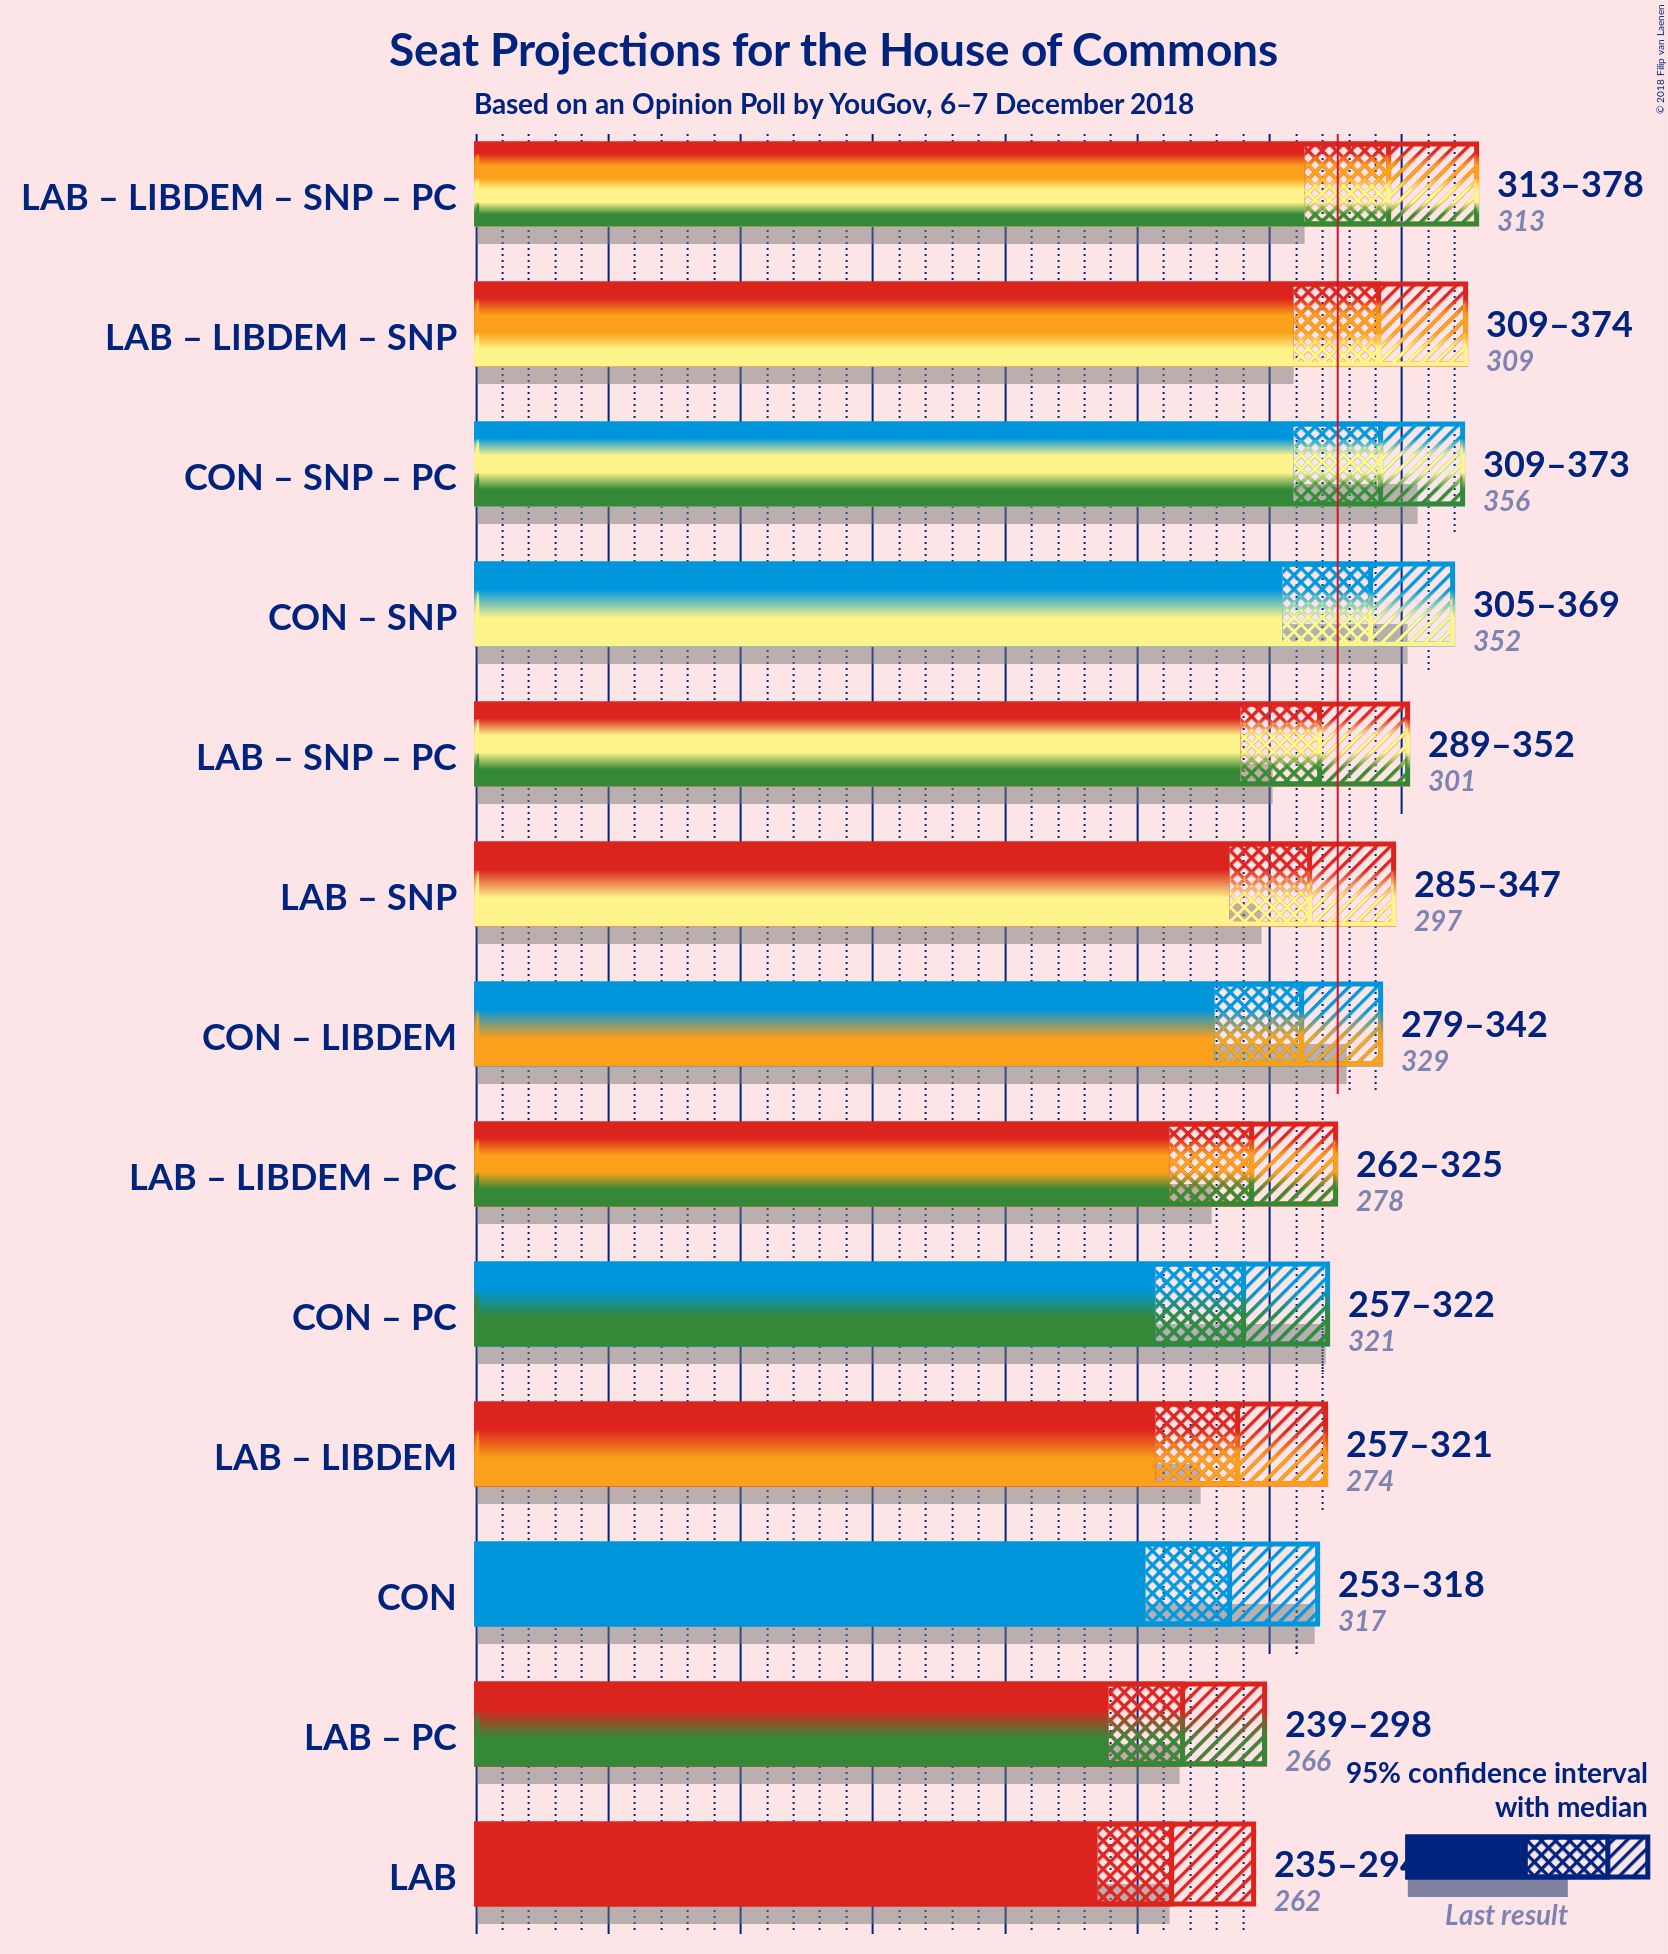 Seat Projections for the House of Commons
Based on an Opinion Poll by YouGov, 6–7 December 2018
© 2018 Filip van Laenen
LAB – LIBDEM – SNP – PC
313–378
313
LAB – LIBDEM – SNP
309–374
309
CON – SNP – PC
309–373
356
CON – SNP
305–369
352
LAB – SNP – PC
289–352
301
LAB – SNP
285–347
297
CON – LIBDEM
279–342
329
LAB – LIBDEM – PC
262–325
278
CON – PC
257–322
321
LAB – LIBDEM
257–321
274
CON
253–318
317
LAB – PC
239–298
266
95% confidence interval
with median
LAB
235–294
262
Last result